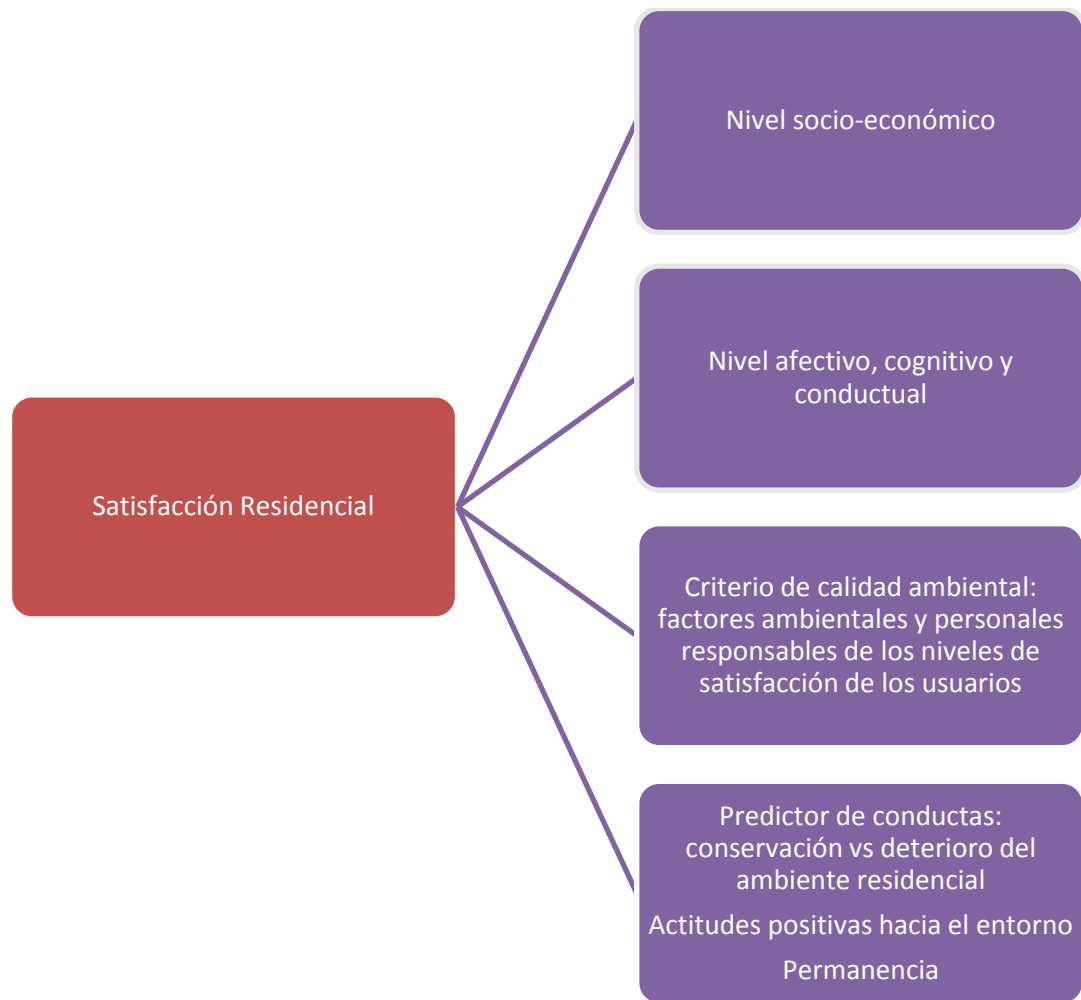 Nivel socio-económico
Nivel afectivo, cognitivo y
conductual
Satisfacción Residencial
Criterio de calidad ambiental:
factores ambientales y personales
responsables de los niveles de
satisfacción de los usuarios
Predictor de conductas:
conservación vs deterioro del
ambiente residencial
Actitudes positivas hacia el entorno
Permanencia